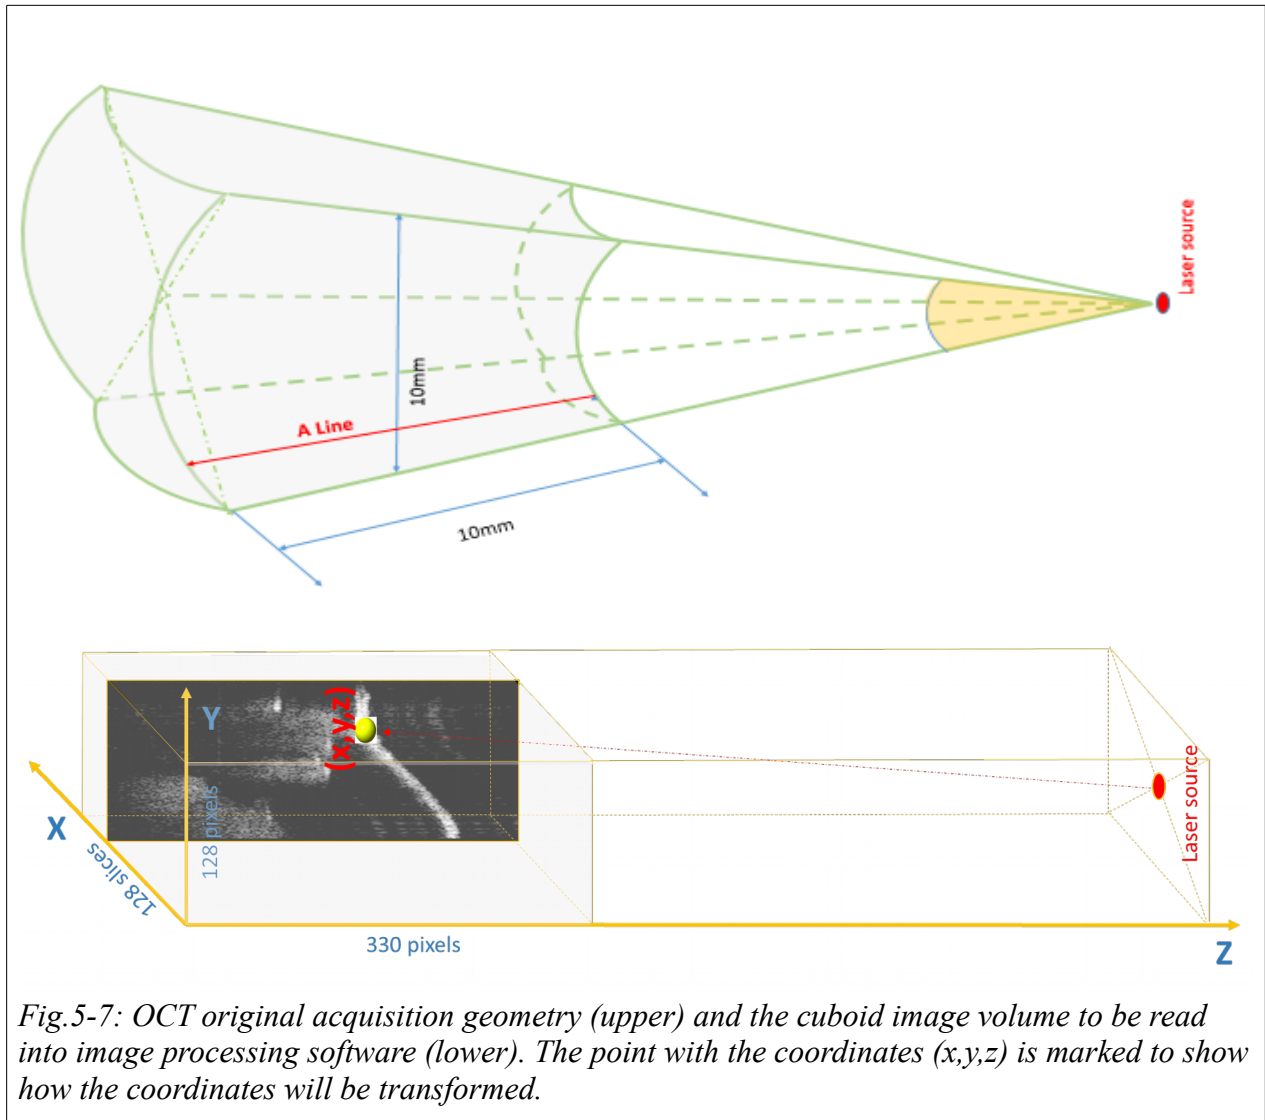 Laser source
10mm
A Line
10mm
(x,y,z)
Y
Laser source
X
128 pixels
128 slices
330 pixels
Z
Fig.5-7: OCT original acquisition geometry (upper) and the cuboid image volume to be read
into image processing software (lower). The point with the coordinates (x,y,z) is marked to show
how the coordinates will be transformed.